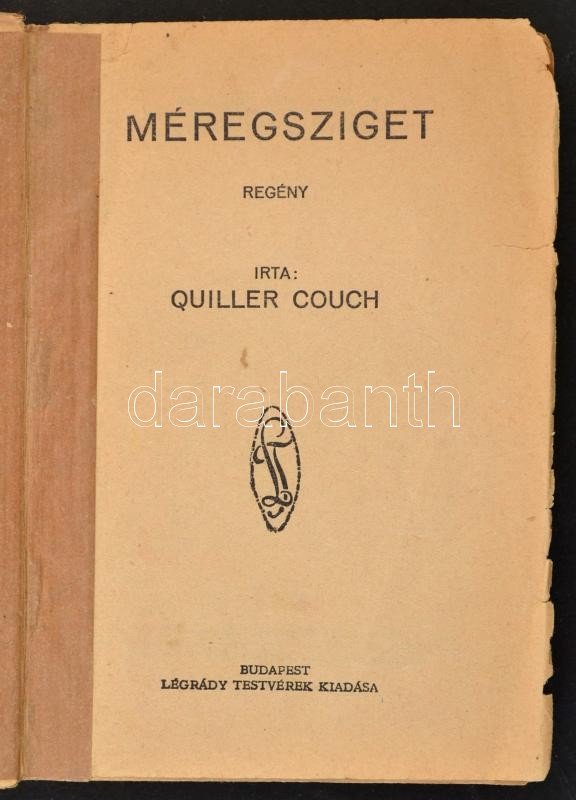 MÉREGSZIGET
REGÉNY
IRTA:
QUILLER COUCH
darabanth
BUDAPEST
LÉGRÁDY TESTVÉREK KIADÁSA